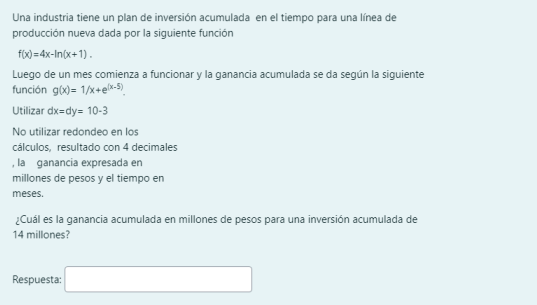 Una industria tiene un plan de inversión acumulada en el tiempo para una línea de
producción nueva dada por la siguiente función
f(x)=4x-ln(x+1) .
Luego de un mes comienza a funcionar y la ganancia acumulada se da según la siguiente
función g(x)= 1/x+e^(x-5).
Utilizar dx=dy= 10-3
No utilizar redondeo en los
cálculos, resultado con 4 decimales
, la ganancia expresada en
millones de pesos y el tiempo en
meses.
¿Cuál es la ganancia acumulada en millones de pesos para una inversión acumulada de
14 millones?
Respuesta: